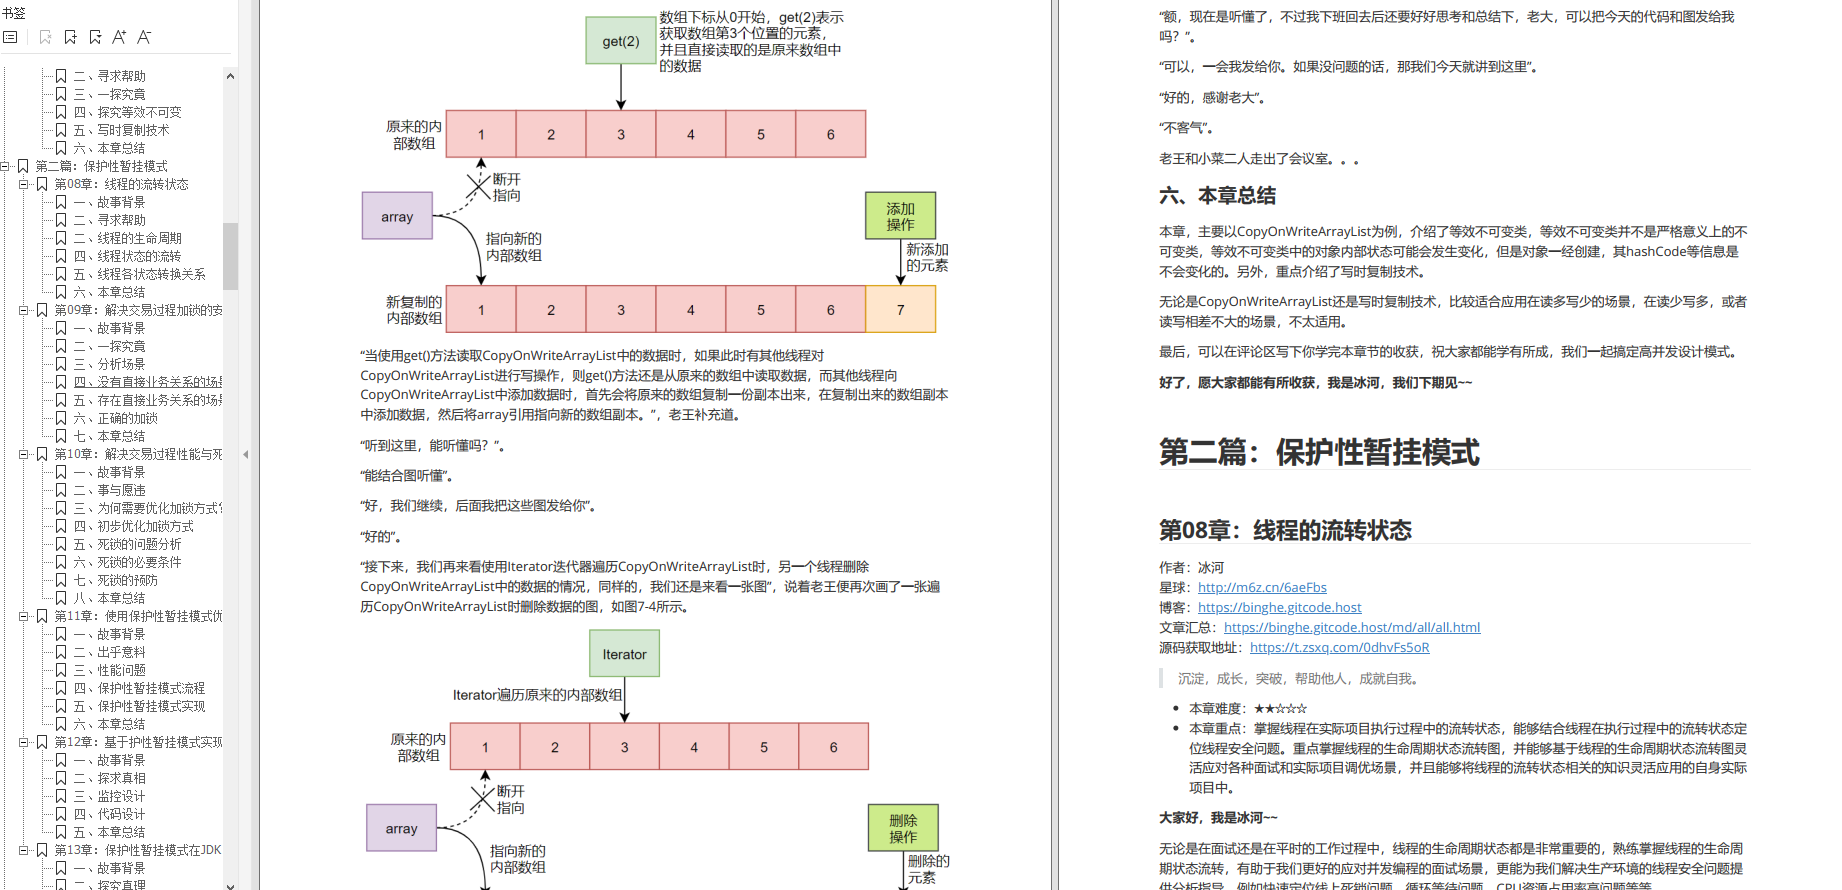 书签
二、寻求帮助
三、一探究竟
四、探究等效不可变
五、写时复制技术
六、本章总结
第二篇：保护性暂挂模式
第08章：线程的流转状态
一、故事背景
二、寻求帮助
二、线程的生命周期
四、线程状态的流转
五、线程各状态转换关系
六、本章总结
第09章：解决交易过程加锁的安
一、故事背景
二、一探究竟
三、分析场景
四、没有直接业务关系的场景
五、存在直接业务关系的场景
六、正确的加锁
七、本章总结
第10章：解决交易过程性能与死
一、故事背景
二、事与愿违
三、为何需要优化加锁方式?
四、初步优化加锁方式
五、死锁的问题分析
六、死锁的必要条件
七、死锁的预防
八、本章总结
第11章：使用保护性暂挂模式优
一、故事背景
二、出乎意料
三、性能问题
四、保护性暂挂模式流程
五、保护性暂挂模式实现
六、本章总结
第12章：基于护性暂挂模式实现
一、故事背景
二、探求真相
三、监控设计
四、代码设计
五、本章总结
第13章：保护性暂挂模式在JDK
一、故事背景
二、探究真理
get(2)
数组下标从0开始，get(2)表示
获取数组第3个位置的元素，
并且直接读取的是原来数组中
的数据
原来的内
部数组
1 2 3 4 5 6
断开
指向
array
添加
操作
指向新的
内部数组
新添加
的元素
新复制的
内部数组
1 2 3 4 5 6 7
“当使用get()方法读取CopyOnWriteArrayList中的数据时，如果此时有其他线程对
CopyOnWriteArrayList进行写操作，则get()方法还是从原来的数组中读取数据，而其他线程向
CopyOnWriteArrayList中添加数据时，首先会将原来的数组复制一份副本出来，在复制出来的数组副本
中添加数据，然后将array引用指向新的数组副本。”，老王补充道。
“听到这里，能听懂吗？”。
“能结合图听懂”。
“好，我们继续，后面我把这些图发给你”。
“好的”。
“接下来，我们再来看使用Iterator迭代器遍历CopyOnWriteArrayList时，另一个线程删除
CopyOnWriteArrayList中的数据的情况，同样的，我们还是来看一张图”，说着老王便再次画了一张遍
历CopyOnWriteArrayList时删除数据的图，如图7-4所示。
Iterator
Iterator遍历原来的内部数组
原来的内
部数组
1 2 3 4 5 6
断开
指向
array
删除
操作
指向新的
内部数组
删除的
元素
“额，现在是听懂了，不过我下班回去后还要好好思考和总结下，老大，可以把今天的代码和图发给我
吗？”。
“可以，一会我发给你。如果没问题的话，那我们今天就讲到这里”。
“好的，感谢老大”。
“不客气”。
老王和小菜二人走出了会议室。。。
六、本章总结
本章，主要以CopyOnWriteArrayList为例，介绍了等效不可变类，等效不可变类并不是严格意义上的不
可变类，等效不可变类中的对象内部状态可能会发生变化，但是对象一经创建，其hashCode等信息是
不会变化的。另外，重点介绍了写时复制技术。
无论是CopyOnWriteArrayList还是写时复制技术，比较适合应用在读多写少的场景，在读少写多，或者
读写相差不大的场景，不太适用。
最后，可以在评论区写下你学完本章节的收获，祝大家都能学有所成，我们一起搞定高并发设计模式。
好了，愿大家都能有所收获，我是冰河，我们下期见~~
第二篇：保护性暂挂模式
第08章：线程的流转状态
作者：冰河
星球：http://m6z.cn/6aeFbs
博客：https://binghe.gitcode.host
文章汇总：https://binghe.gitcode.host/md/all/all.html
源码获取地址：https://t.zsxq.com/0dhvFs5oR
沉淀，成长，突破，帮助他人，成就自我。
本章难度：★★☆☆☆
本章重点：掌握线程在实际项目执行过程中的流转状态，能够结合线程在执行过程中的流转状态定
位线程安全问题。重点掌握线程的生命周期状态流转图，并能够基于线程的生命周期状态流转图灵
活应对各种面试和实际项目调优场景，并且能够将线程的流转状态相关的知识灵活应用的自身实际
项目中。
大家好，我是冰河~~
无论是在面试还是在平时的工作过程中，线程的生命周期状态都是非常重要的，熟练掌握线程的生命周
期状态流转，有助于我们更好的应对并发编程的面试场景，更能为我们解决生产环境的线程安全问题提
供分析指导，例如快速定位线上死锁问题、循环等待问题、CPU资源占用率高问题等等。